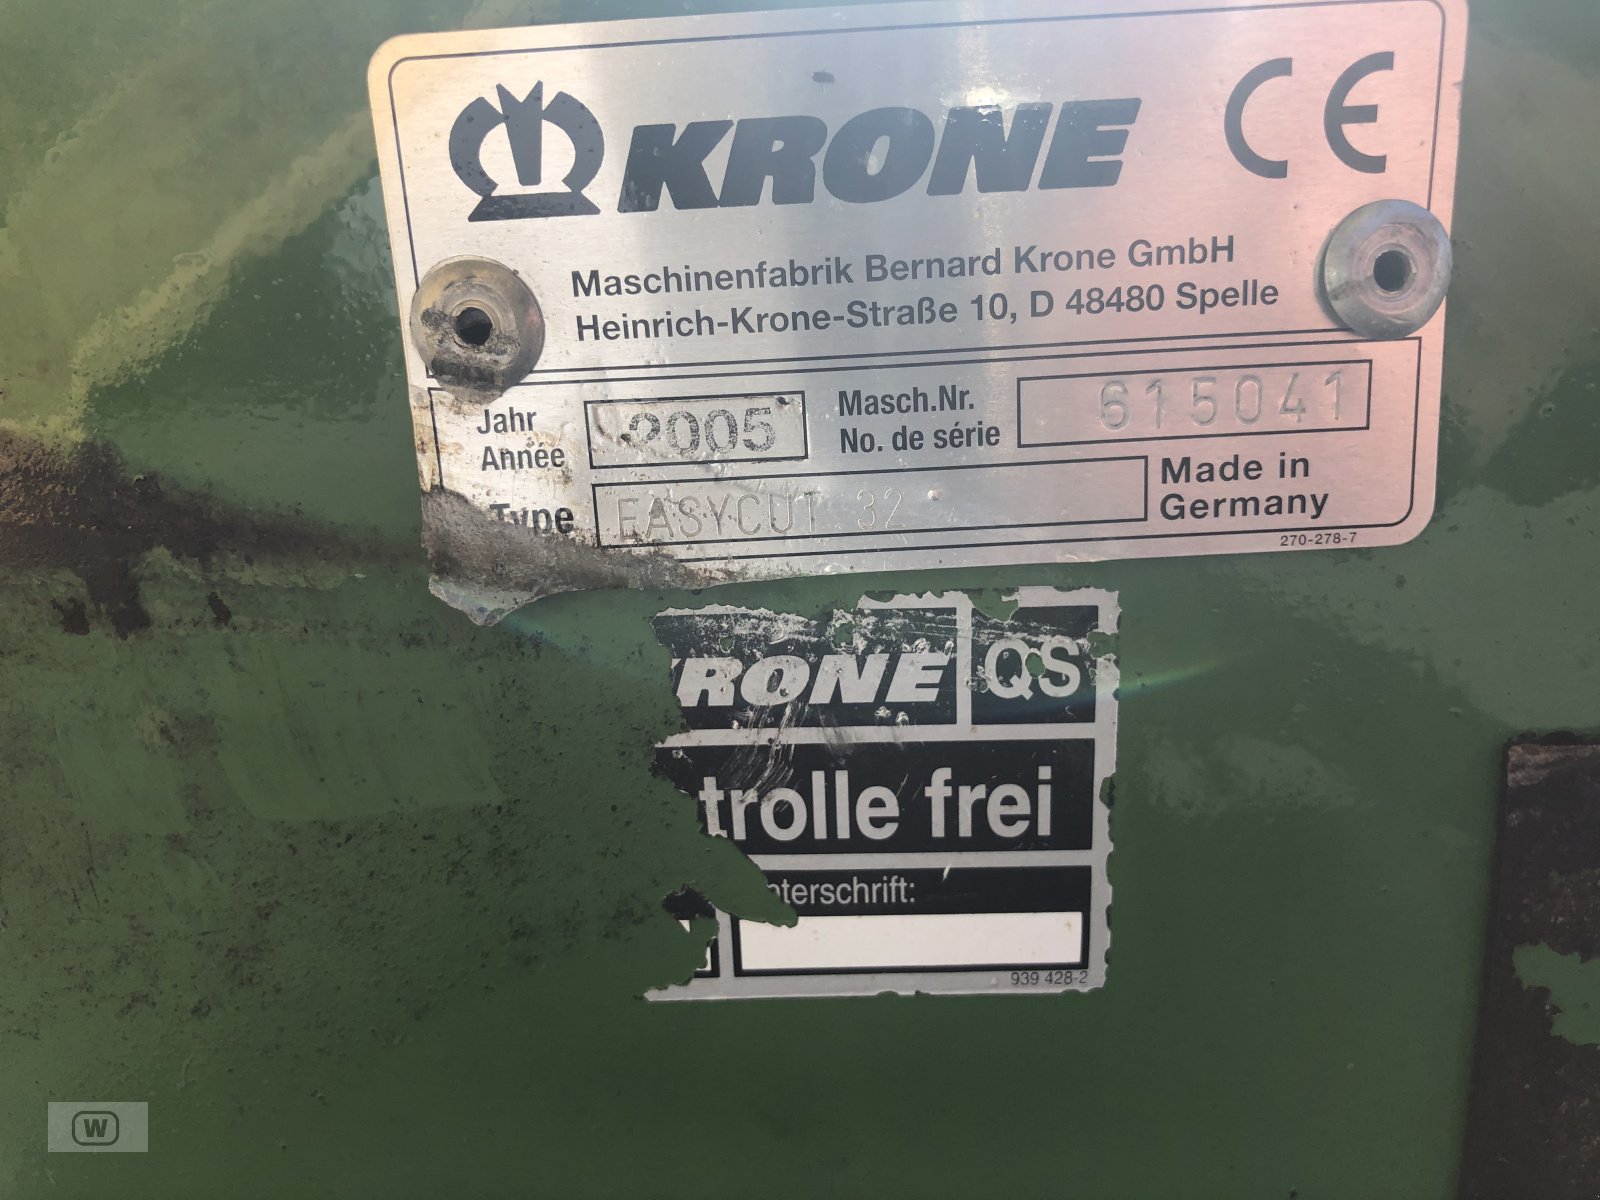 KRONE CE
Maschinenfabrik Bernard Krone GmbH
Heinrich-Krone-Straße 10, D 48480 Spelle
Jahr
Année
2005
Masch.Nr.
No. de série
615041
Type
EASYCUT 32
Made in
Germany
270-278-7
KRONE QS
trolle frei
nterschrift:
939 428-2
W